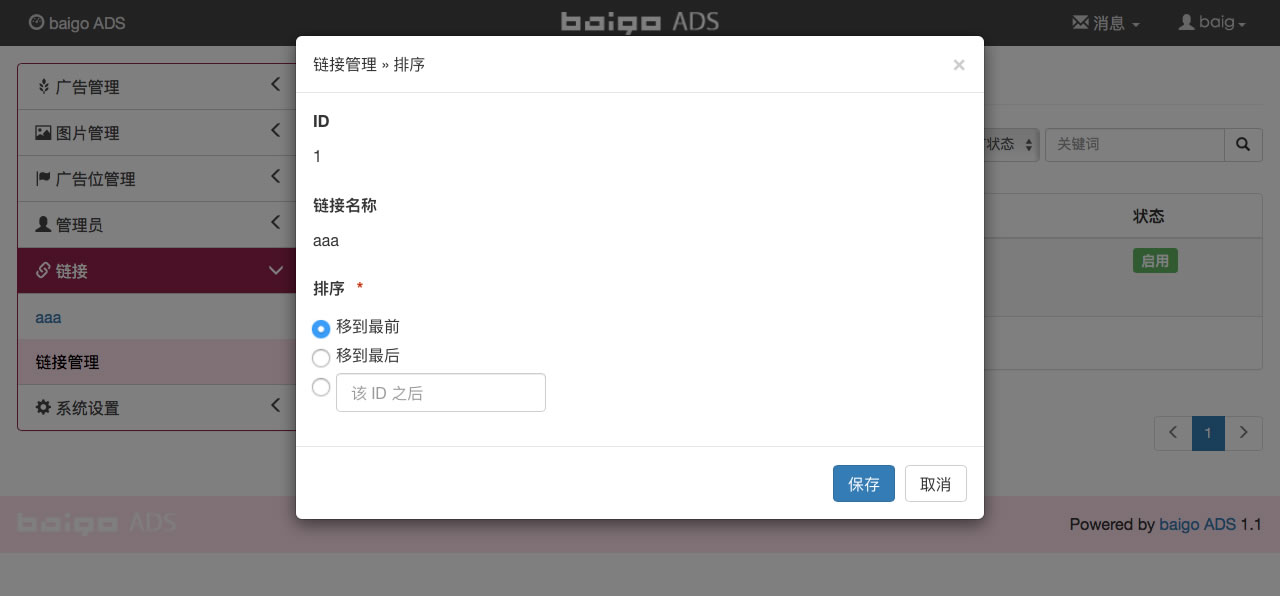 baigo ADS
baigo ADS
消息
baig
广告管理
图片管理
广告位管理
管理员
链接
aaa
链接管理
系统设置
链接管理 » 排序
×
ID
1
链接名称
aaa
排序 *
移到最前
移到最后
该 ID 之后
保存
取消
状态
关键词
状态
启用
1
baigo ADS
Powered by baigo ADS 1.1